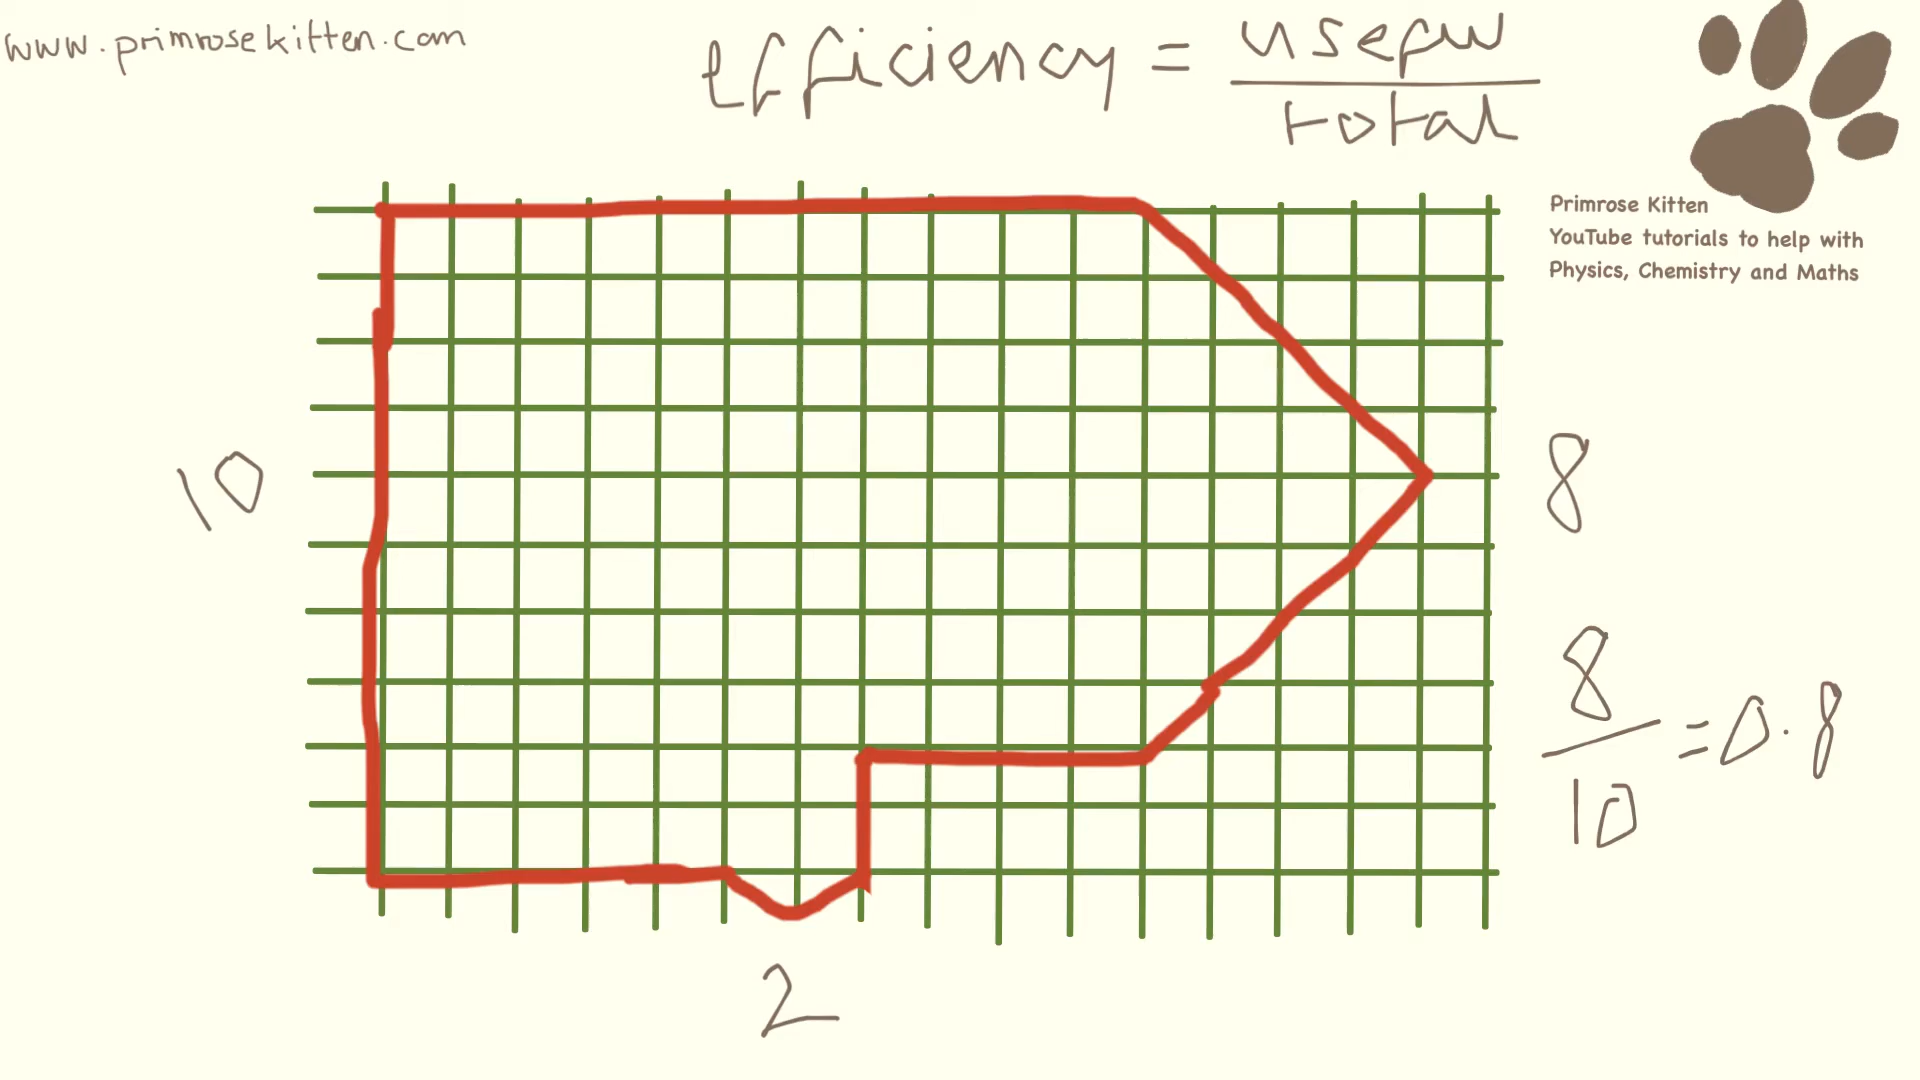 www.primrosekitten.com
efficiency = useful
total
Primrose Kitten
YouTube tutorials to help with
Physics, Chemistry and Maths
10
8
8
10
=0.8
2